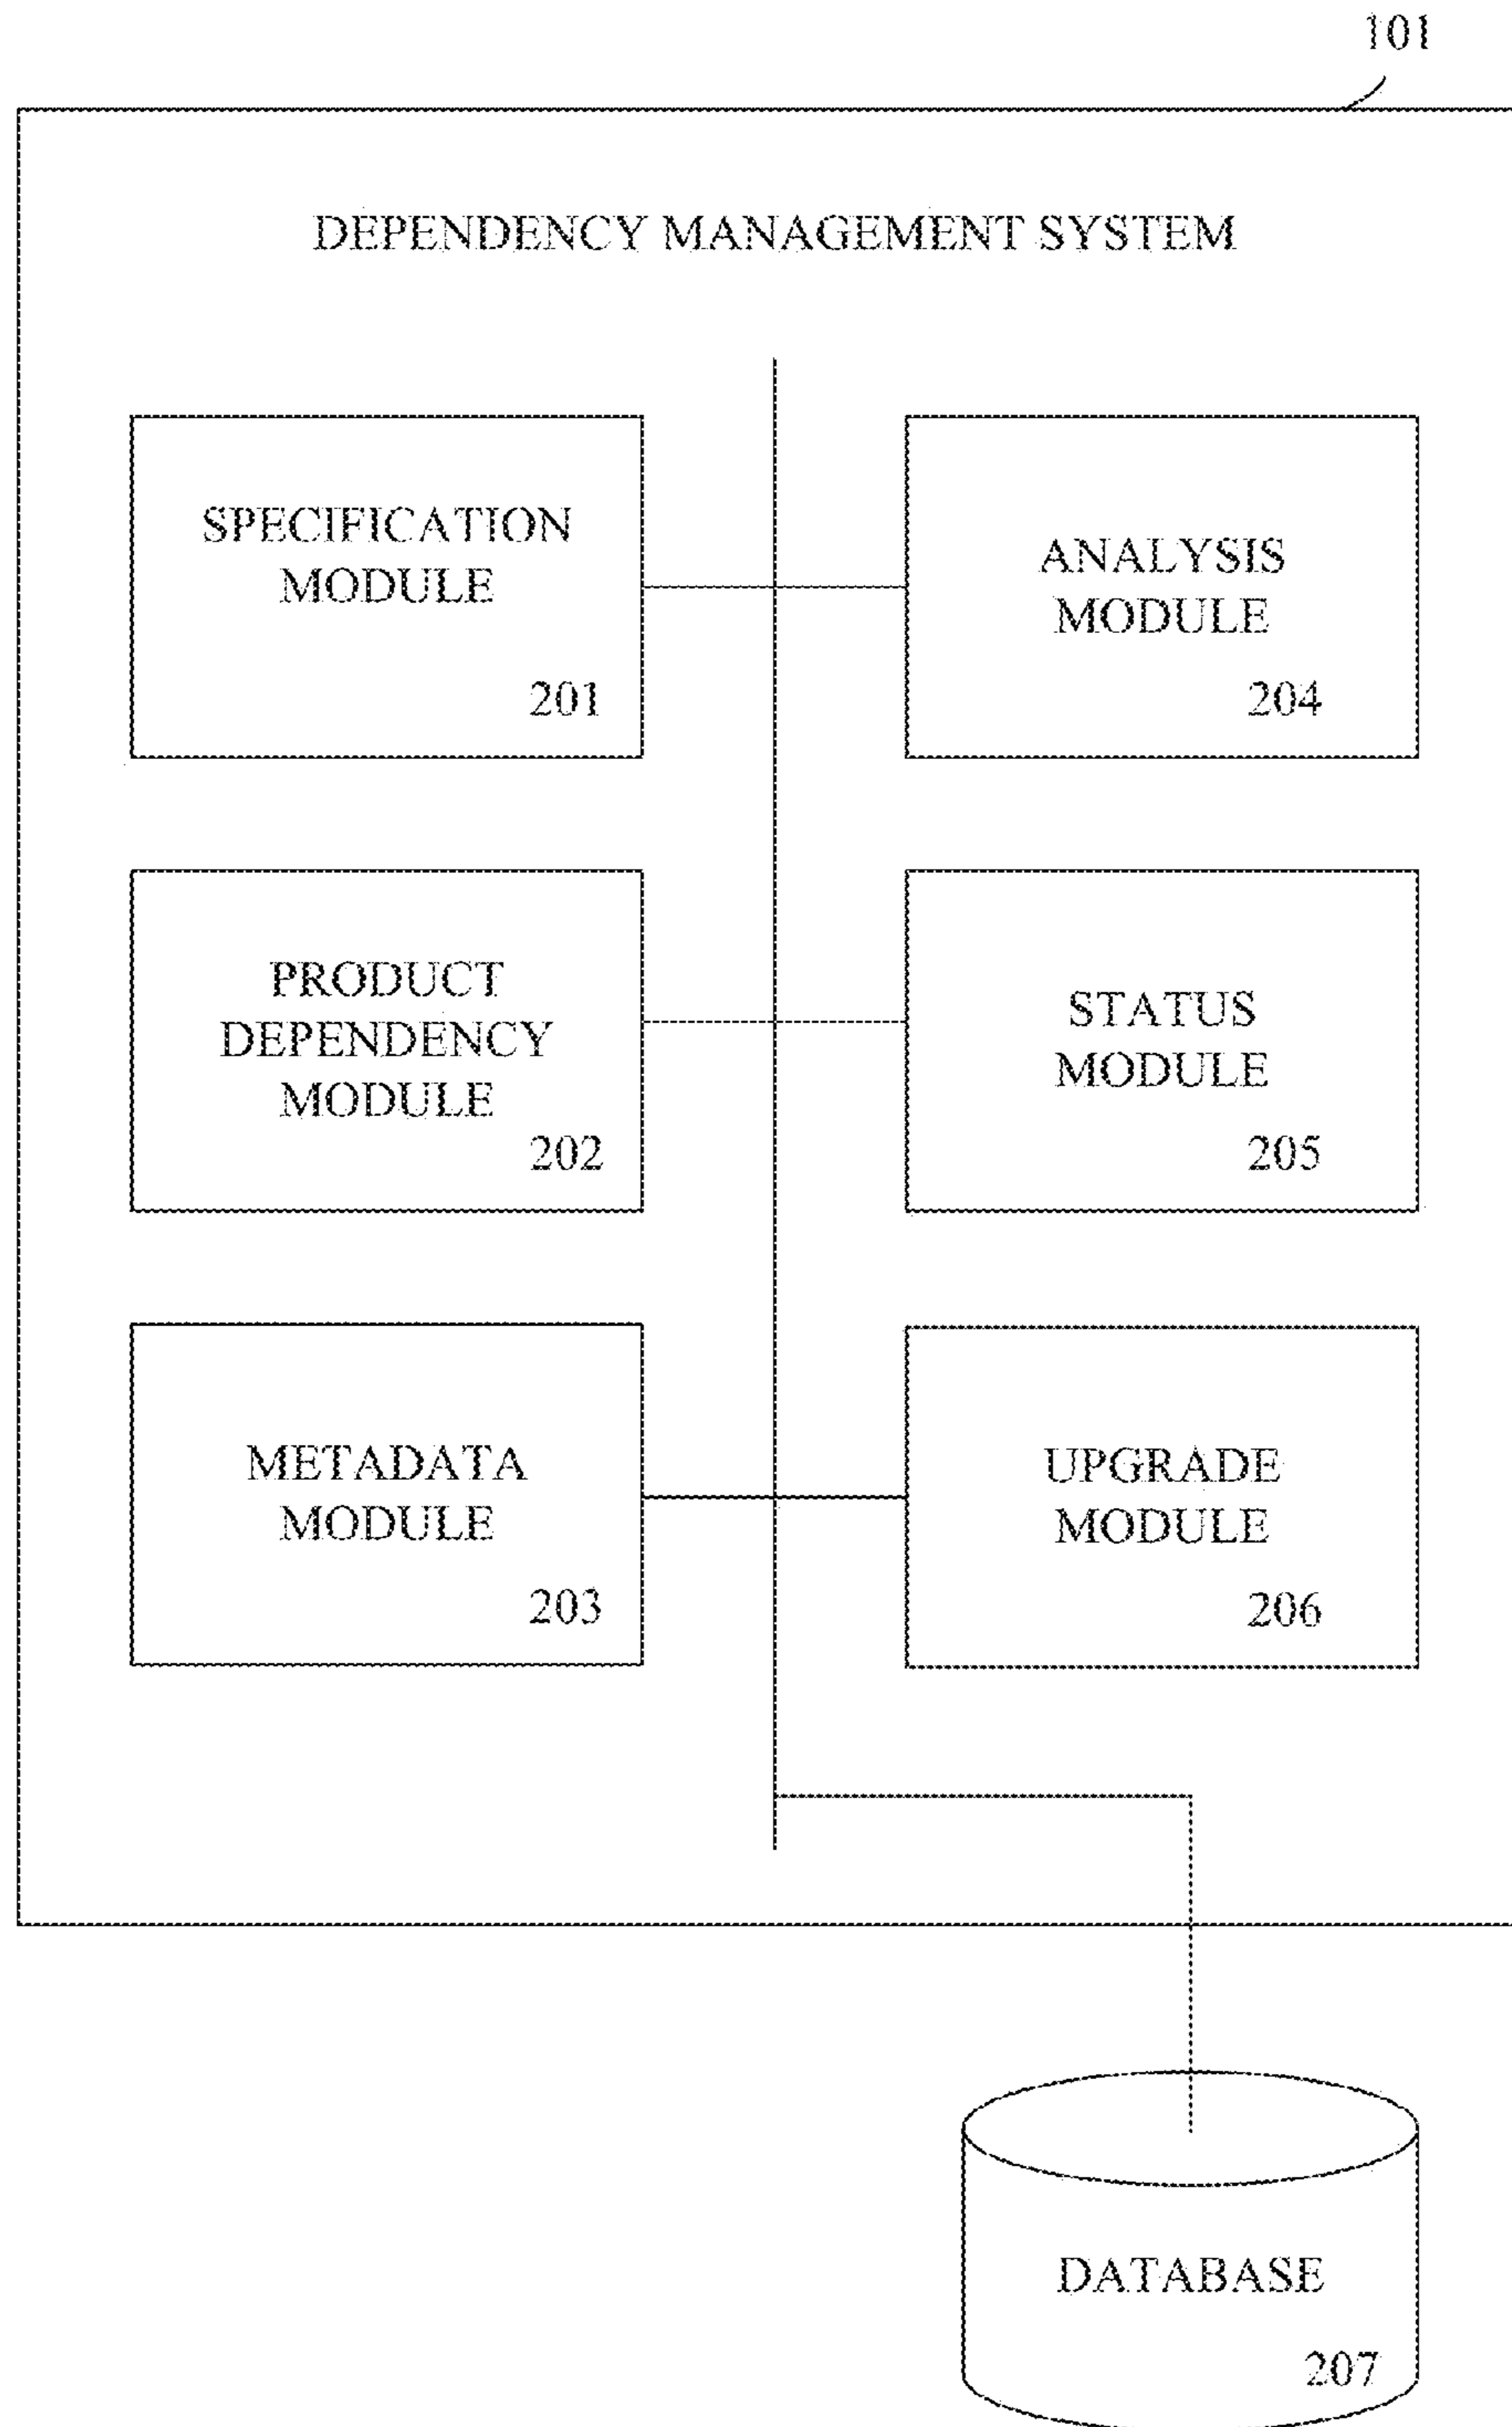 101
DEPENDENCY MANAGEMENT SYSTEM
SPECIFICATION
MODULE
201
ANALYSIS
MODULE
204
PRODUCT
DEPENDENCY
MODULE
202
STATUS
MODULE
205
METADATA
MODULE
203
UPGRADE
MODULE
206
DATABASE
207